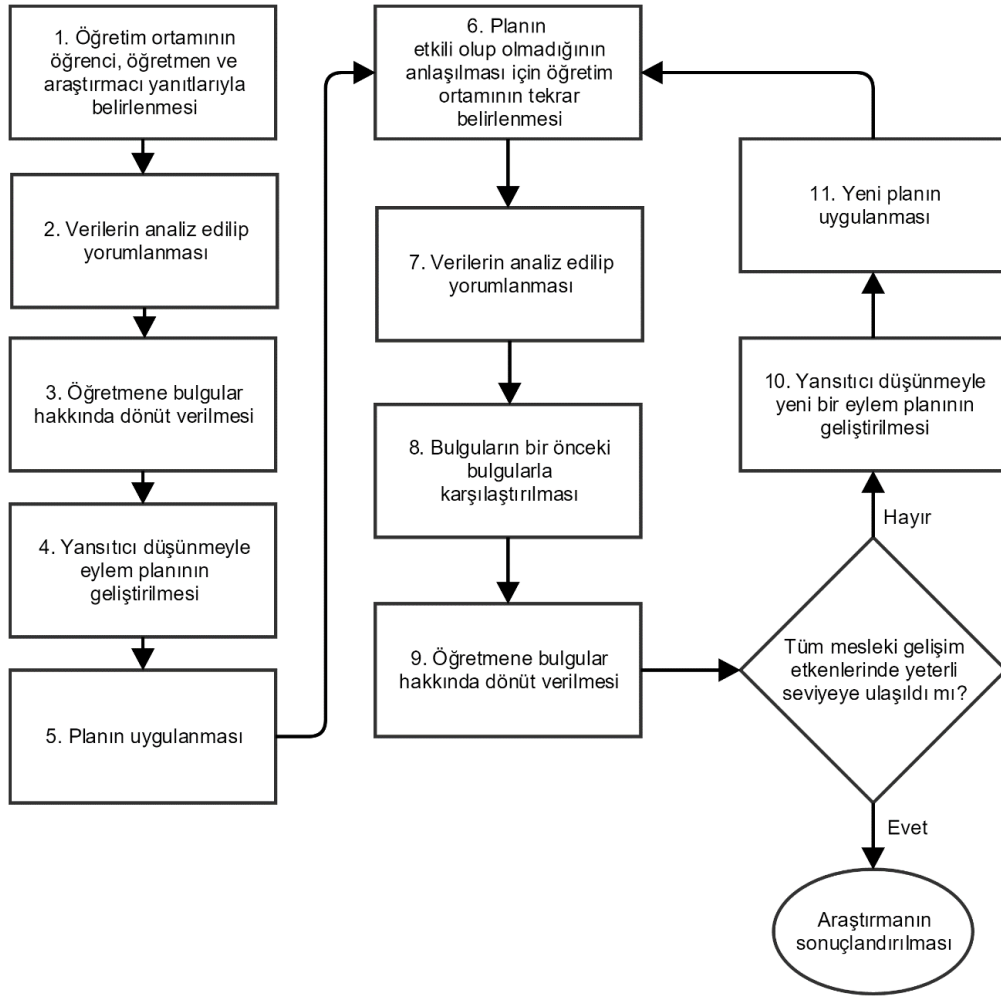 1. Öğretim ortamının
öğrenci, öğretmen ve
araştırmacı yanıtlarıyla
belirlenmesi
2. Verilerin analiz edilip
yorumlanması
3. Öğretmene bulgular
hakkında dönüt verilmesi
4. Yansıtıcı düşünmeyle
eylem planının
geliştirilmesi
5. Planın uygulanması
6. Planın
etkili olup olmadığının
anlaşılması için öğretim
ortamının tekrar
belirlenmesi
7. Verilerin analiz edilip
yorumlanması
8. Bulguların bir önceki
bulgularla
karşılaştırılması
9. Öğretmene bulgular
hakkında dönüt verilmesi
Tüm mesleki gelişim
etkenlerinde yeterli
seviyeye ulaşıldı mı?
Hayır
10. Yansıtıcı düşünmeyle
yeni bir eylem planının
geliştirilmesi
11. Yeni planın
uygulanması
Evet
Araştırmanın
sonuçlandırılması